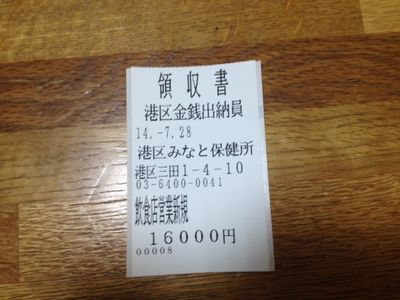 領収書
港区金銭出納員
14.-7.28
港区みなと保健所
港区三田1-4-10
03-6400-0041
飲食店営業新規
16000円
00008